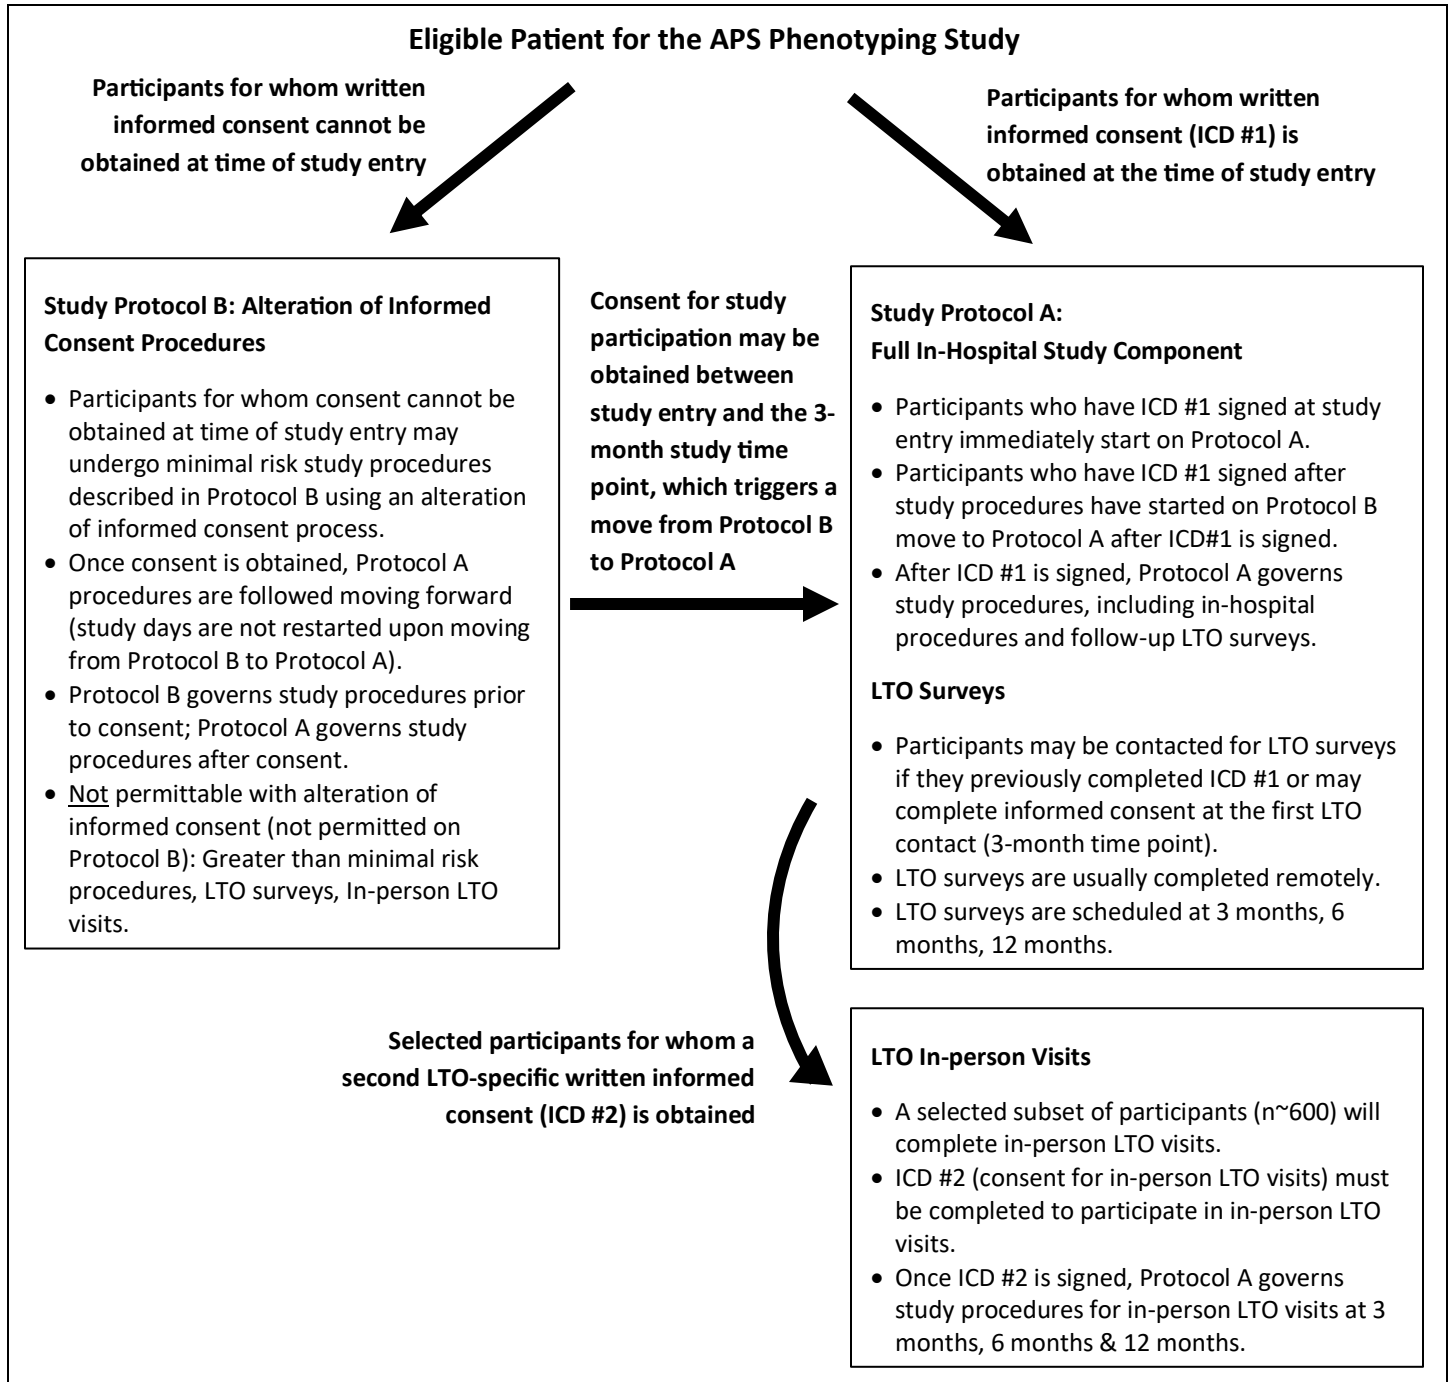 Eligible Patient for the APS Phenotyping Study
Participants for whom written
informed consent cannot be
obtained at time of study entry
Participants for whom written
informed consent (ICD #1) is
obtained at the time of study entry
Study Protocol B: Alteration of Informed
Consent Procedures
• Participants for whom consent cannot be
obtained at time of study entry may
undergo minimal risk study procedures
described in Protocol B using an alteration
of informed consent process.
• Once consent is obtained, Protocol A
procedures are followed moving forward
(study days are not restarted upon moving
from Protocol B to Protocol A).
• Protocol B governs study procedures prior
to consent; Protocol A governs study
procedures after consent.
• Not permittable with alteration of
informed consent (not permitted on
Protocol B): Greater than minimal risk
procedures, LTO surveys, In-person LTO
visits.
Consent for study
participation may be
obtained between
study entry and the 3-
month study time
point, which triggers a
move from Protocol B
to Protocol A
Study Protocol A:
Full In-Hospital Study Component
• Participants who have ICD #1 signed at study
entry immediately start on Protocol A.
• Participants who have ICD #1 signed after
study procedures have started on Protocol B
move to Protocol A after ICD#1 is signed.
• After ICD #1 is signed, Protocol A governs
study procedures, including in-hospital
procedures and follow-up LTO surveys.
LTO Surveys
• Participants may be contacted for LTO surveys
if they previously completed ICD #1 or may
complete informed consent at the first LTO
contact (3-month time point).
• LTO surveys are usually completed remotely.
• LTO surveys are scheduled at 3 months, 6
months, 12 months.
Selected participants for whom a
second LTO-specific written informed
consent (ICD #2) is obtained
LTO In-person Visits
• A selected subset of participants (n~600) will
complete in-person LTO visits.
• ICD #2 (consent for in-person LTO visits) must
be completed to participate in in-person LTO
visits.
• Once ICD #2 is signed, Protocol A governs
study procedures for in-person LTO visits at 3
months, 6 months & 12 months.